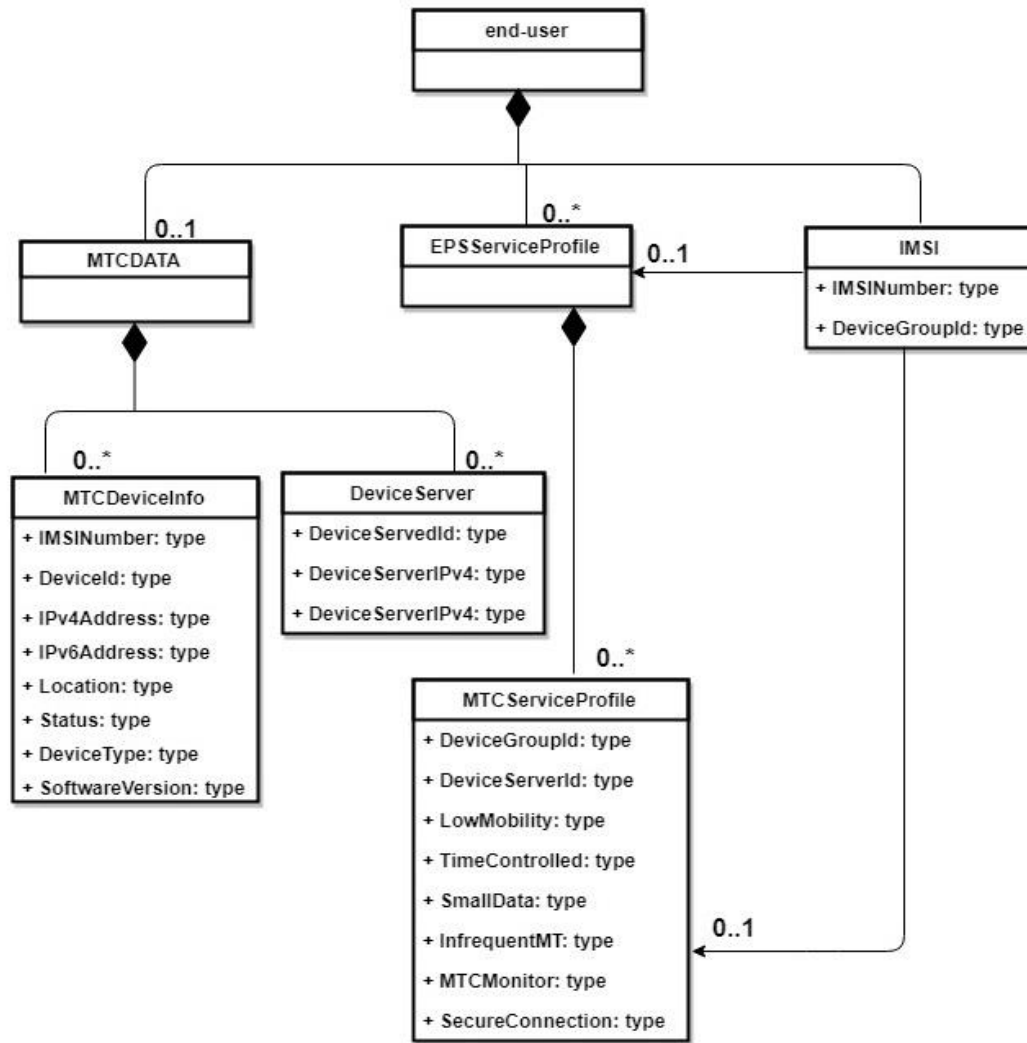 end-user
0..1
0..*
MTCDATA
EPSServiceProfile
0..1
IMSI
+ IMSINumber: type
+ DeviceGroupId: type
0..*
0..*
MTCDeviceInfo
+ IMSINumber: type
+ DeviceId: type
+ IPv4Address: type
+ IPv6Address: type
+ Location: type
+ Status: type
+ DeviceType: type
+ SoftwareVersion: type
DeviceServer
+ DeviceServedId: type
+ DeviceServerIPv4: type
+ DeviceServerIPv4: type
0..*
MTCServiceProfile
+ DeviceGroupId: type
+ DeviceServerId: type
+ LowMobility: type
+ TimeControlled: type
+ SmallData: type
+ InfrequentMT: type
+ MTCMonitor: type
+ SecureConnection: type
0..1